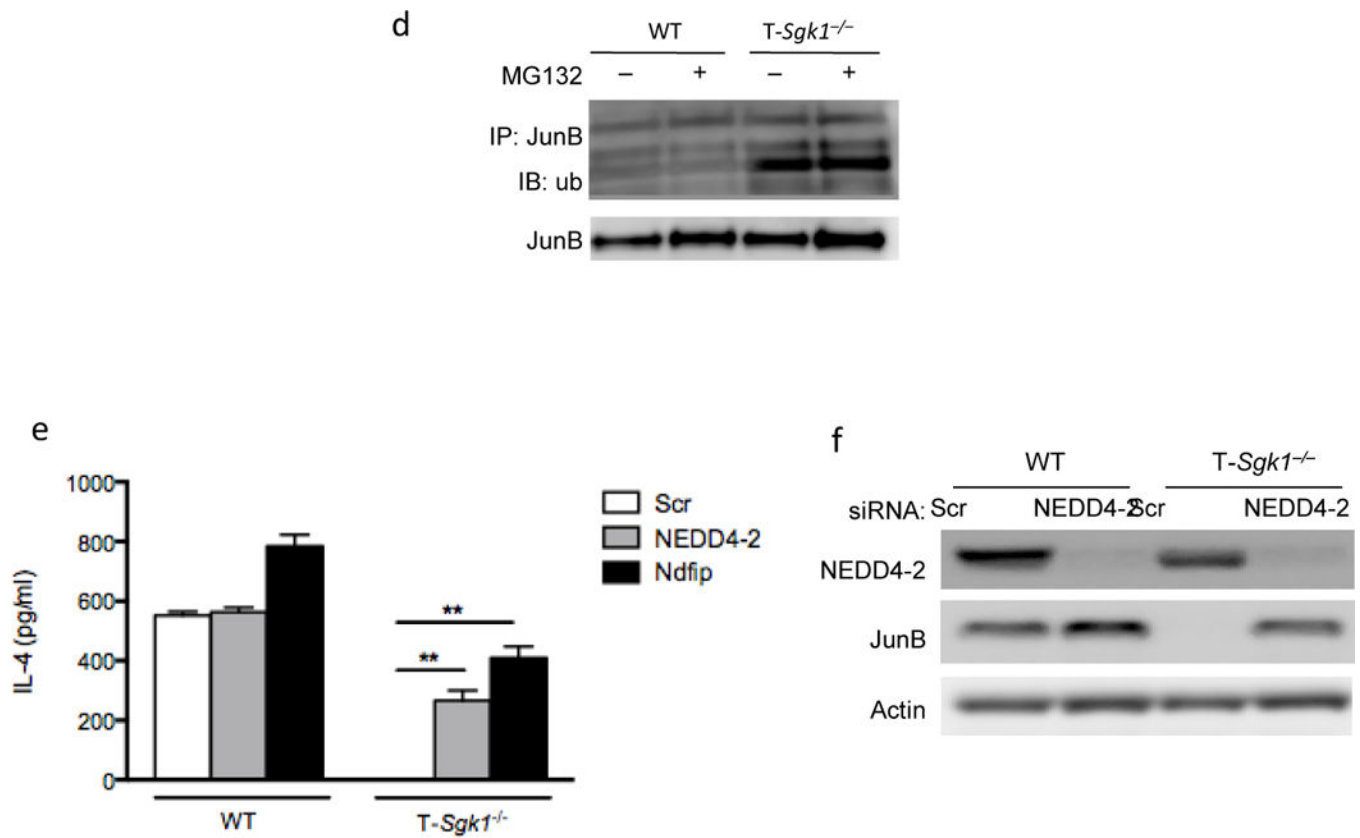 d
WT T-Sgk1–/–
MG132 – + – +
IP: JunB
IB: ub
JunB
e
1000
800
600
400
200
0
IL-4 (pg/ml)
** 
**
WT T-Sgk1-/-
Scr
NEDD4-2
Ndfip
f
WT T-Sgk1–/–
siRNA: Scr NEDD4-2 Scr NEDD4-2
NEDD4-2
JunB
Actin